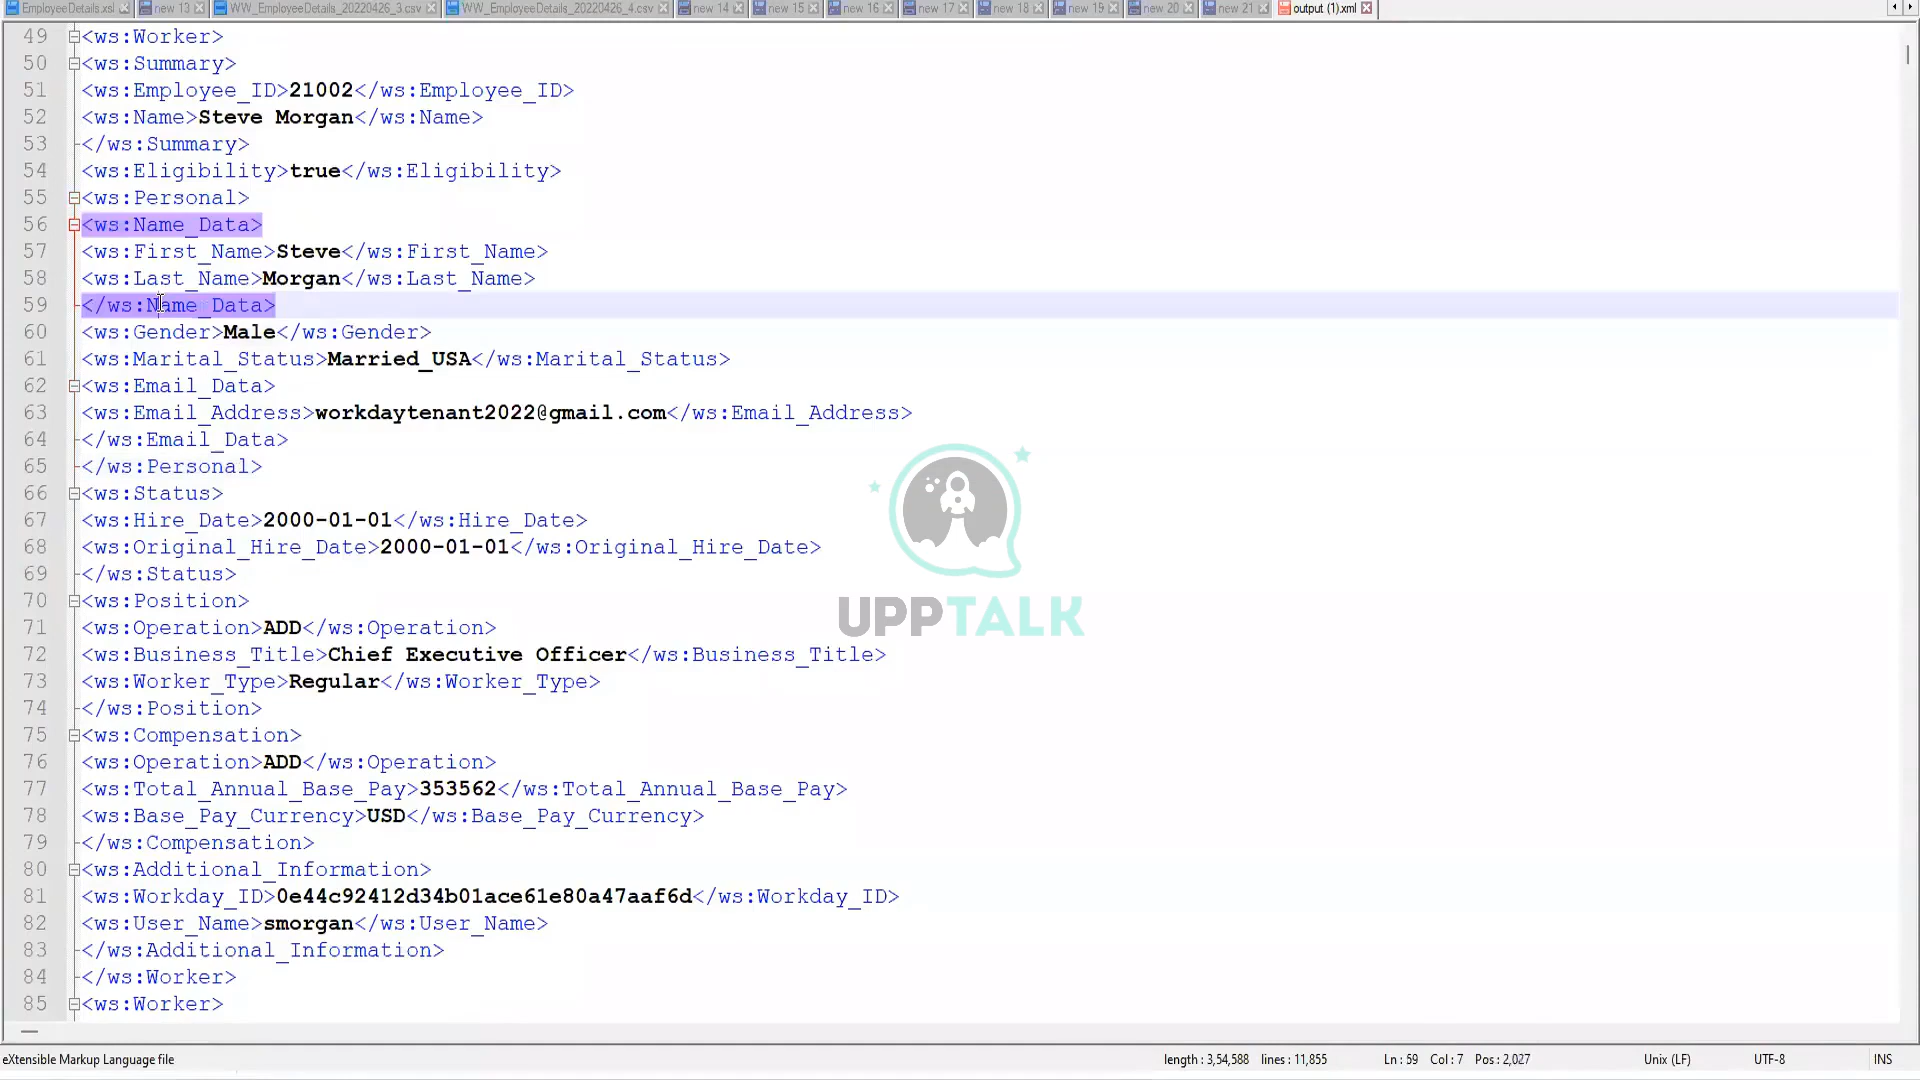 EmployeeDetails.xsl new 13 WW_EmployeeDetails_20220426_3.csv WW_EmployeeDetails_20220426_4.csv new 14 new 15 new 16 new 17 new 18 new 19 new 20 new 21 output (1).xml
49 <ws:Worker>
50 <ws:Summary>
51 <ws:Employee_ID>21002</ws:Employee_ID>
52 <ws:Name>Steve Morgan</ws:Name>
53 </ws:Summary>
54 <ws:Eligibility>true</ws:Eligibility>
55 <ws:Personal>
56 <ws:Name_Data>
57 <ws:First_Name>Steve</ws:First_Name>
58 <ws:Last_Name>Morgan</ws:Last_Name>
59 </ws:Name_Data>
60 <ws:Gender>Male</ws:Gender>
61 <ws:Marital_Status>Married_USA</ws:Marital_Status>
62 <ws:Email_Data>
63 <ws:Email_Address>workdaytenant2022@gmail.com</ws:Email_Address>
64 </ws:Email_Data>
65 </ws:Personal>
66 <ws:Status>
67 <ws:Hire_Date>2000-01-01</ws:Hire_Date>
68 <ws:Original_Hire_Date>2000-01-01</ws:Original_Hire_Date>
69 </ws:Status>
70 <ws:Position>
71 <ws:Operation>ADD</ws:Operation>
72 <ws:Business_Title>Chief Executive Officer</ws:Business_Title>
73 <ws:Worker_Type>Regular</ws:Worker_Type>
74 </ws:Position>
75 <ws:Compensation>
76 <ws:Operation>ADD</ws:Operation>
77 <ws:Total_Annual_Base_Pay>353562</ws:Total_Annual_Base_Pay>
78 <ws:Base_Pay_Currency>USD</ws:Base_Pay_Currency>
79 </ws:Compensation>
80 <ws:Additional_Information>
81 <ws:Workday_ID>0e44c92412d34b01ace61e80a47aaf6d</ws:Workday_ID>
82 <ws:User_Name>smorgan</ws:User_Name>
83 </ws:Additional_Information>
84 </ws:Worker>
85 <ws:Worker>
UPPTALK
eXtensible Markup Language file length : 3,54,588 lines : 11,855 Ln : 59 Col : 7 Pos : 2,027 Unix (LF) UTF-8 INS